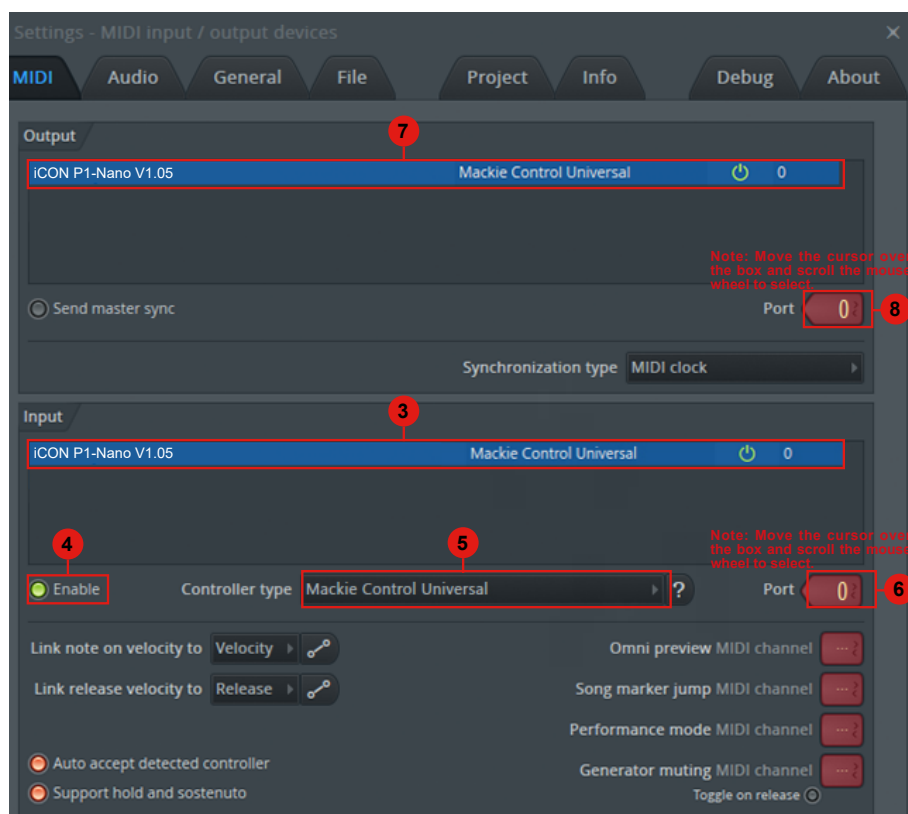 Settings - MIDI input / output devices
MIDI Audio General File Project Info Debug About
Output
7
iCON P1-Nano V1.05 Mackie Control Universal 0
Note: Move the cursor over
the box and scroll the mouse
wheel to select.
Send master sync
Port 0 8
Synchronization type MIDI clock
Input
3
iCON P1-Nano V1.05 Mackie Control Universal 0
4
5
Note: Move the cursor over
the box and scroll the mouse
wheel to select.
Enable Controller type Mackie Control Universal ? Port 0 6
Link note on velocity to Velocity Omni preview MIDI channel ---
Link release velocity to Release Song marker jump MIDI channel ---
Performance mode MIDI channel ---
Auto accept detected controller Generator muting MIDI channel ---
Support hold and sostenuto Toggle on release